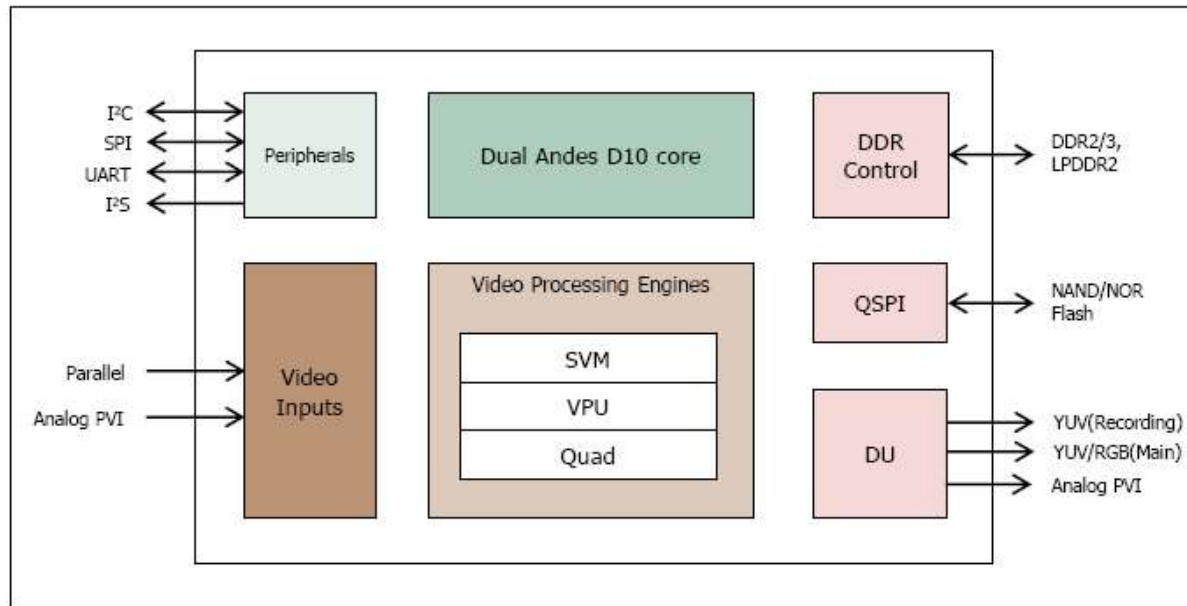 I²C
SPI
UART
I²S
Peripherals
Dual Andes D10 core
DDR
Control
DDR2/3,
LPDDR2
Parallel
Analog PVI
Video
Inputs
Video Processing Engines
SVM
VPU
Quad
QSPI
NAND/NOR
Flash
DU
YUV(Recording)
YUV/RGB(Main)
Analog PVI